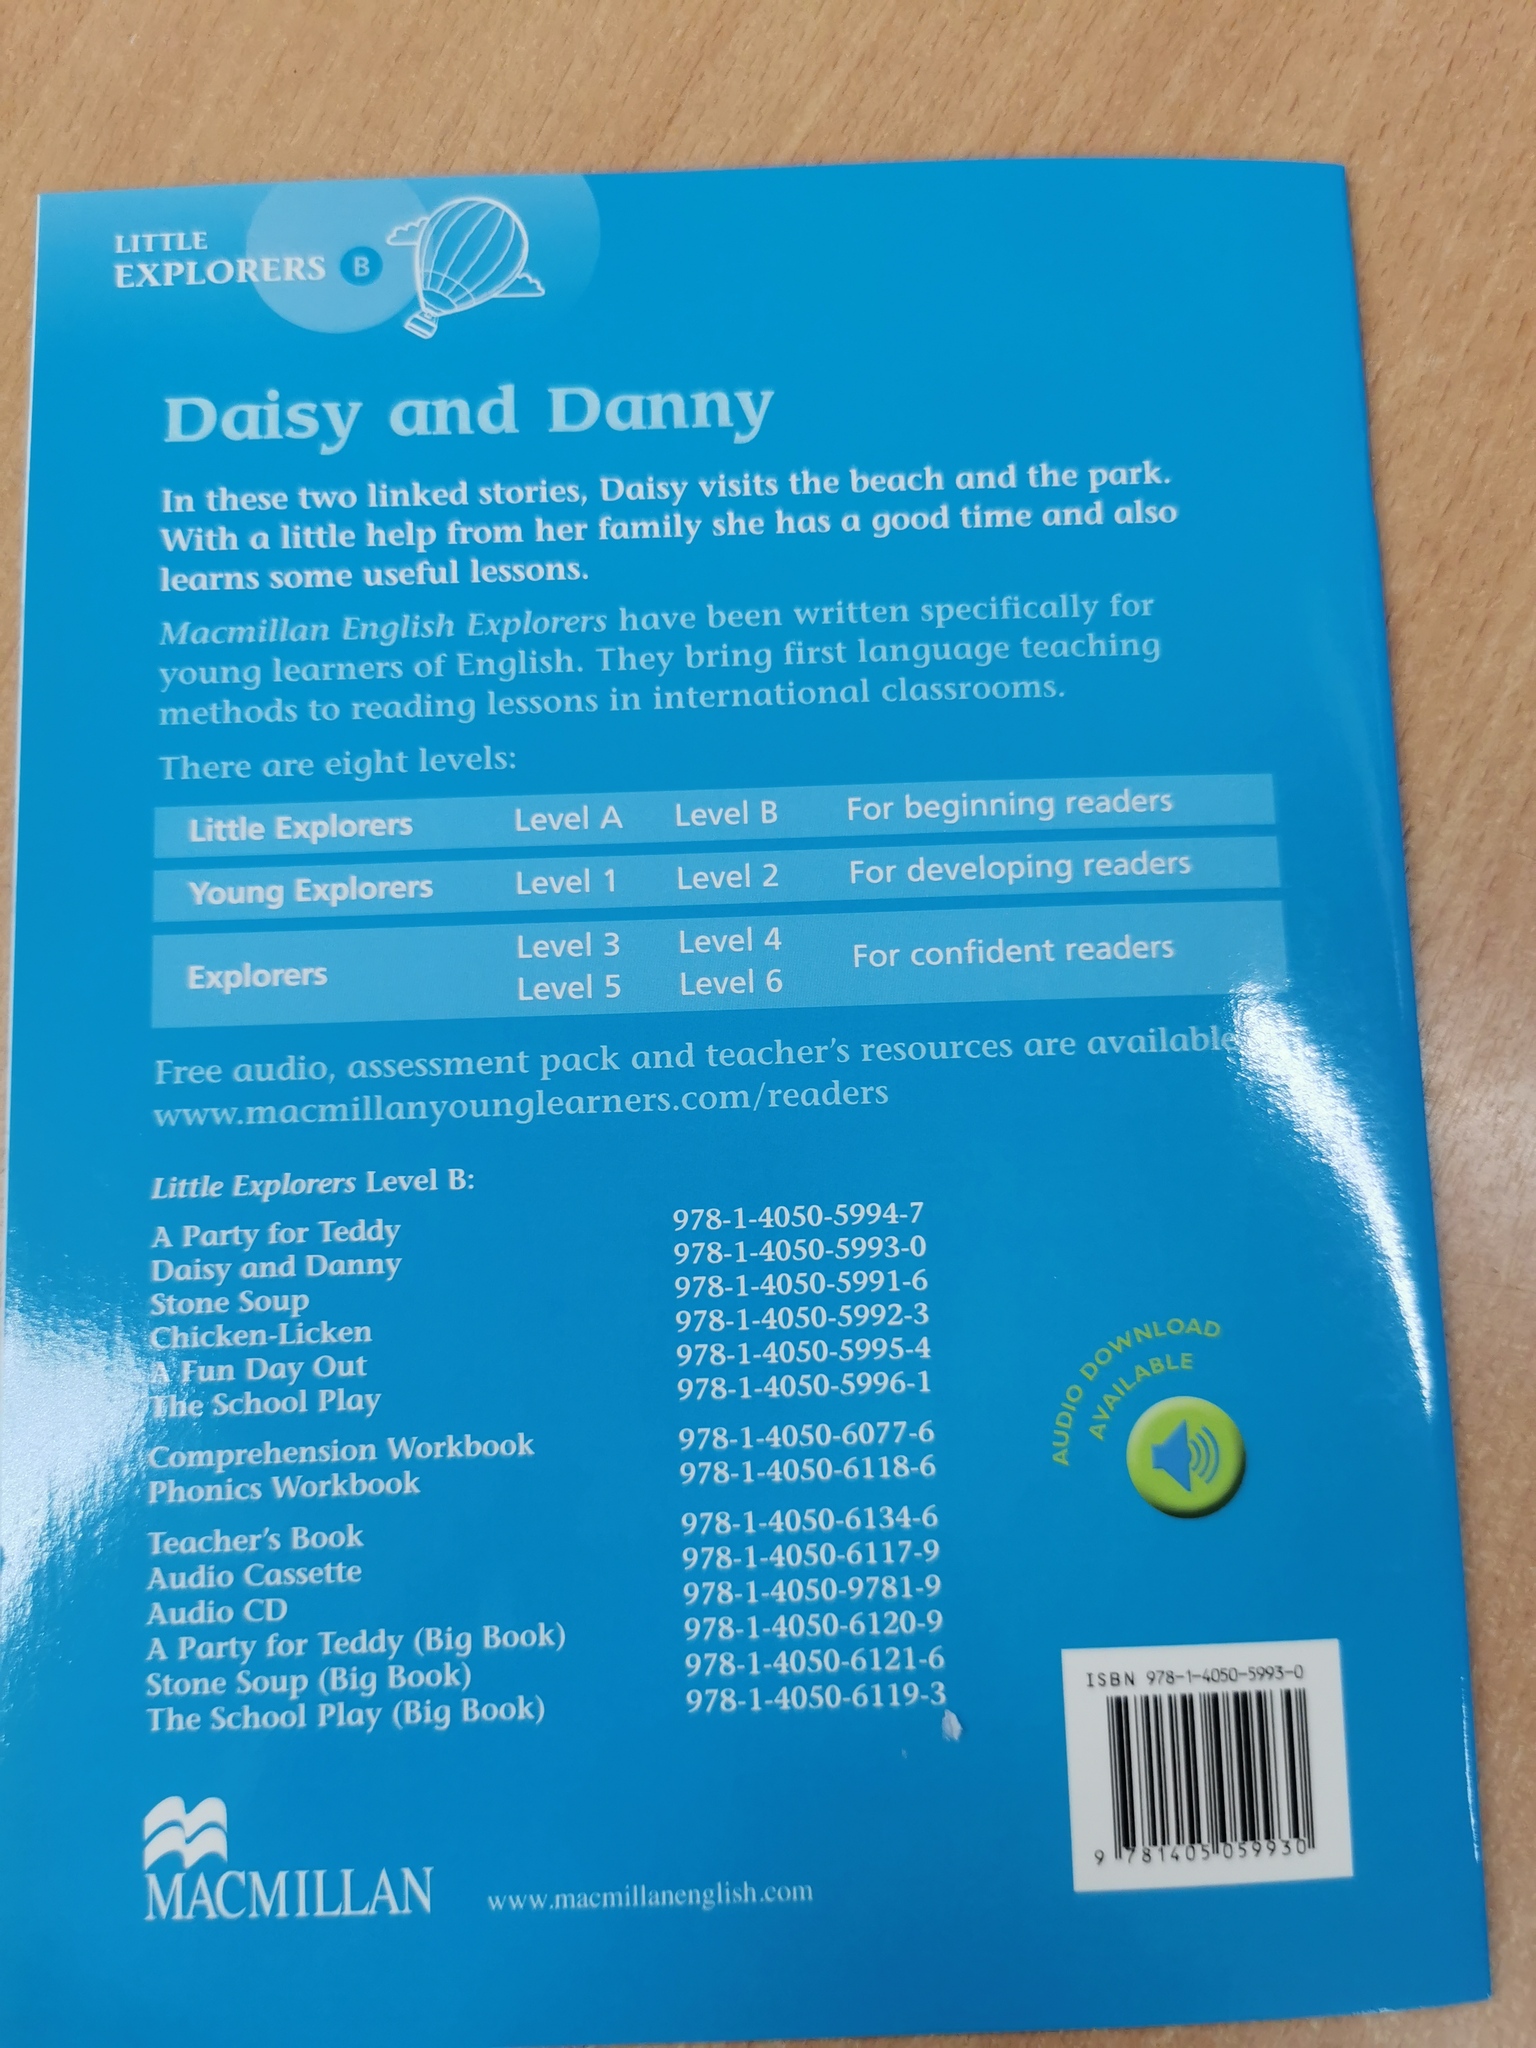 LITTLE
EXPLORERS B
Daisy and Danny
In these two linked stories, Daisy visits the beach and the park.
With a little help from her family she has a good time and also
learns some useful lessons.
Macmillan English Explorers have been written specifically for
young learners of English. They bring first language teaching
methods to reading lessons in international classrooms.
There are eight levels:
Little Explorers Level A Level B For beginning readers
Young Explorers Level 1 Level 2 For developing readers
Explorers Level 3 Level 4 For confident readers
Level 5 Level 6
Free audio, assessment pack and teacher's resources are available
www.macmillanyounglearners.com/readers
Little Explorers Level B:
A Party for Teddy 978-1-4050-5994-7
Daisy and Danny 978-1-4050-5993-0
Stone Soup 978-1-4050-5991-6
Chicken-Licken 978-1-4050-5992-3
A Fun Day Out 978-1-4050-5995-4
The School Play 978-1-4050-5996-1
Comprehension Workbook 978-1-4050-6077-6
Phonics Workbook 978-1-4050-6118-6
Teacher's Book 978-1-4050-6134-6
Audio Cassette 978-1-4050-6117-9
Audio CD 978-1-4050-9781-9
A Party for Teddy (Big Book) 978-1-4050-6120-9
Stone Soup (Big Book) 978-1-4050-6121-6
The School Play (Big Book) 978-1-4050-6119-3
AUDIO DOWNLOAD
AVAILABLE
ISBN 978-1-4050-5993-0
9 781405 059930
MACMILLAN
www.macmillanenglish.com